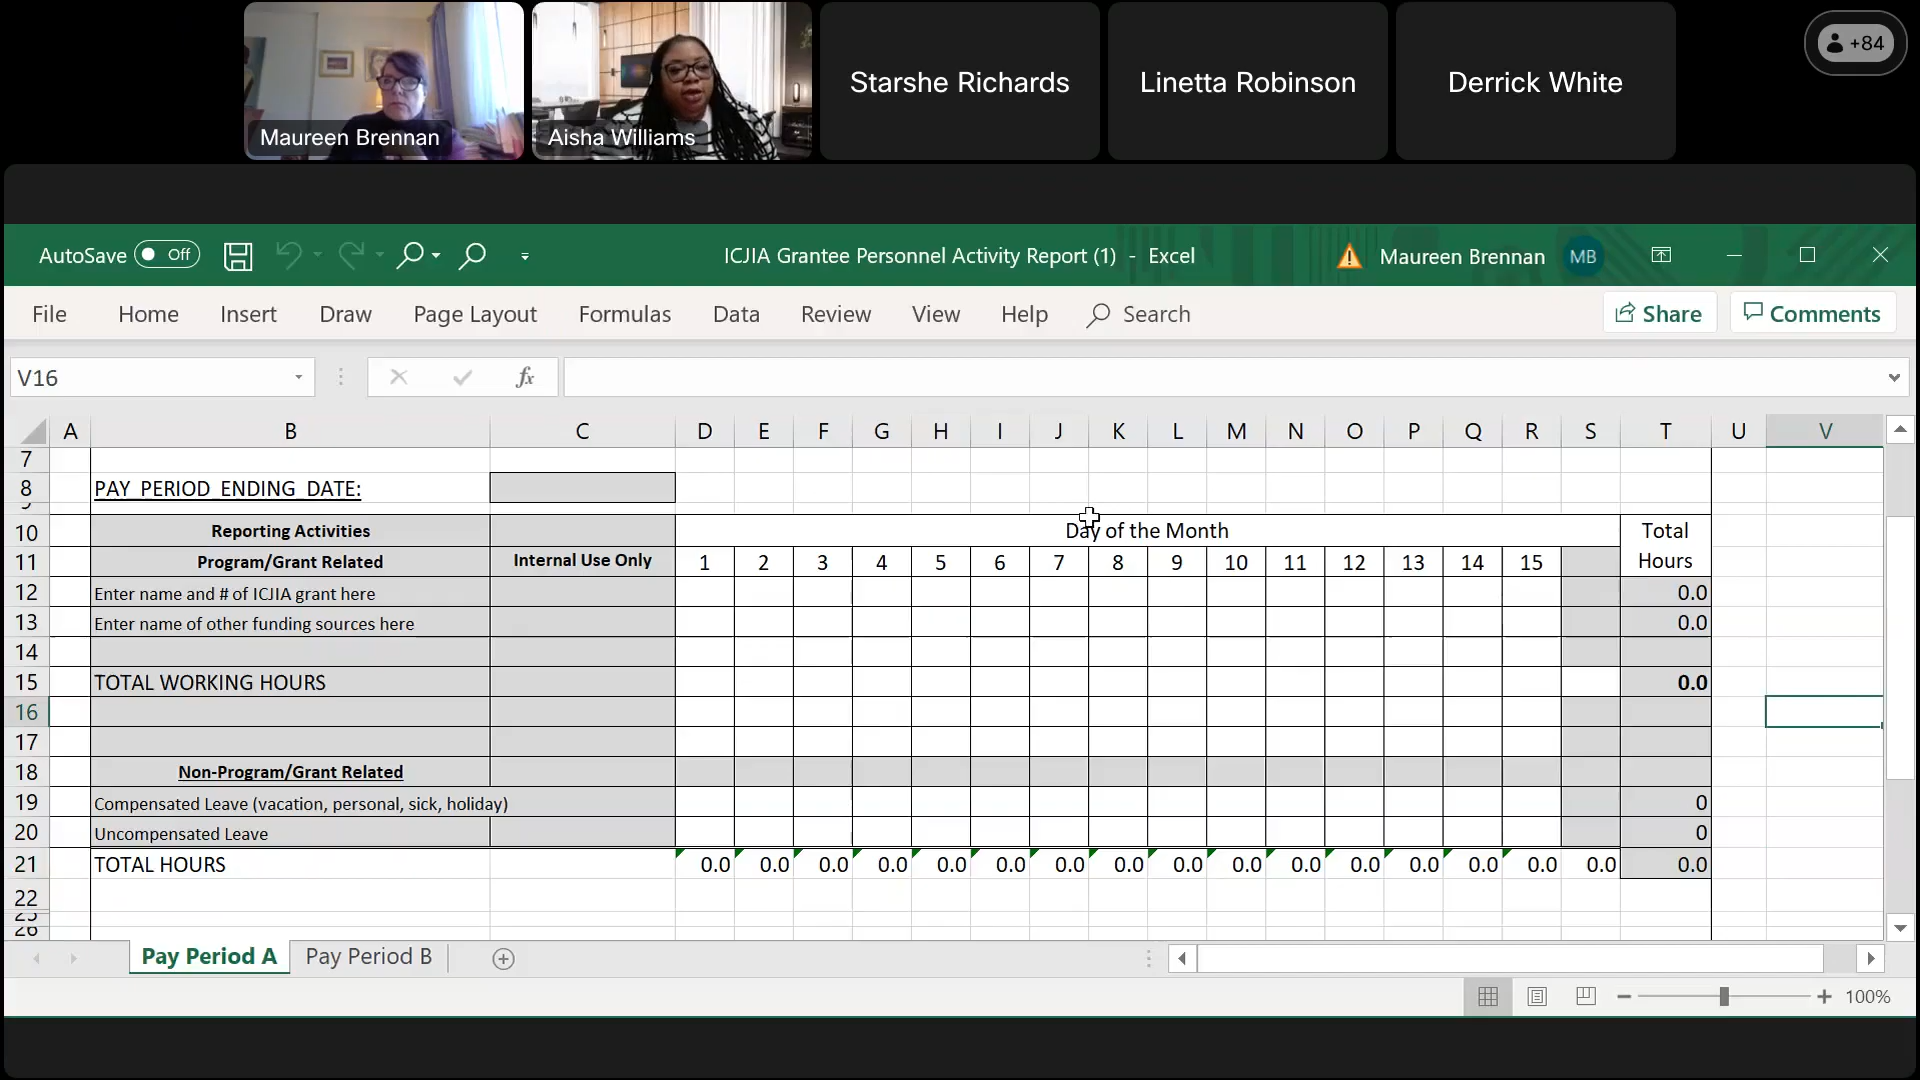 Maureen Brennan
Aisha Williams
Starshe Richards
Linetta Robinson
Derrick White
+84
AutoSave Off
ICJIA Grantee Personnel Activity Report (1) - Excel
Maureen Brennan MB
File Home Insert Draw Page Layout Formulas Data Review View Help Search Share Comments
V16 fx
A B C D E F G H I J K L M N O P Q R S T U V
7
8 PAY PERIOD ENDING DATE:
9
10 Reporting Activities Day of the Month Total
11 Program/Grant Related Internal Use Only 1 2 3 4 5 6 7 8 9 10 11 12 13 14 15 Hours
12 Enter name and # of ICJIA grant here 0.0
13 Enter name of other funding sources here 0.0
14
15 TOTAL WORKING HOURS 0.0
16
17
18 Non-Program/Grant Related
19 Compensated Leave (vacation, personal, sick, holiday) 0
20 Uncompensated Leave 0
21 TOTAL HOURS 0.0 0.0 0.0 0.0 0.0 0.0 0.0 0.0 0.0 0.0 0.0 0.0 0.0 0.0 0.0 0.0 0.0
22
25
26
Pay Period A Pay Period B
100%